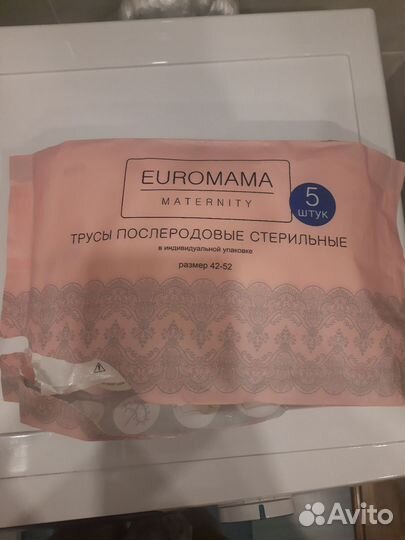 EUROMAMA
MATERNITY
5
штук
ТРУСЫ ПОСЛЕРОДОВЫЕ СТЕРИЛЬНЫЕ
в индивидуальной упаковке
размер 42-52
Avito